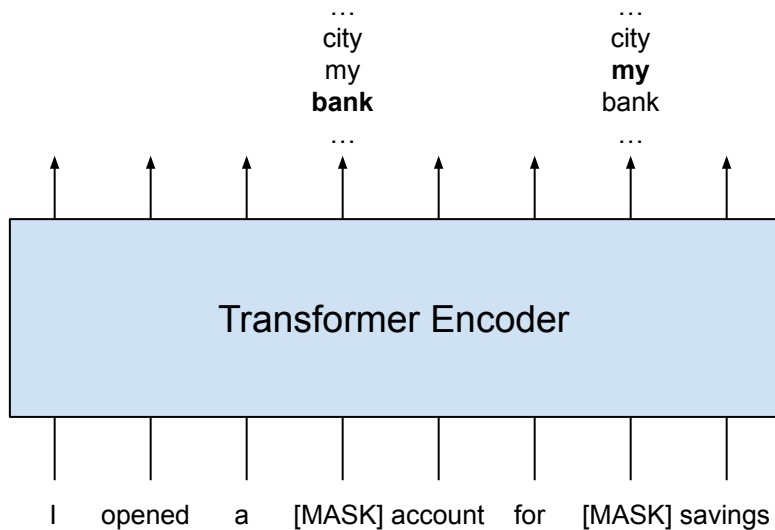 … …
city city
my my
bank bank
… …
Transformer Encoder
I opened a [MASK] account for [MASK] savings